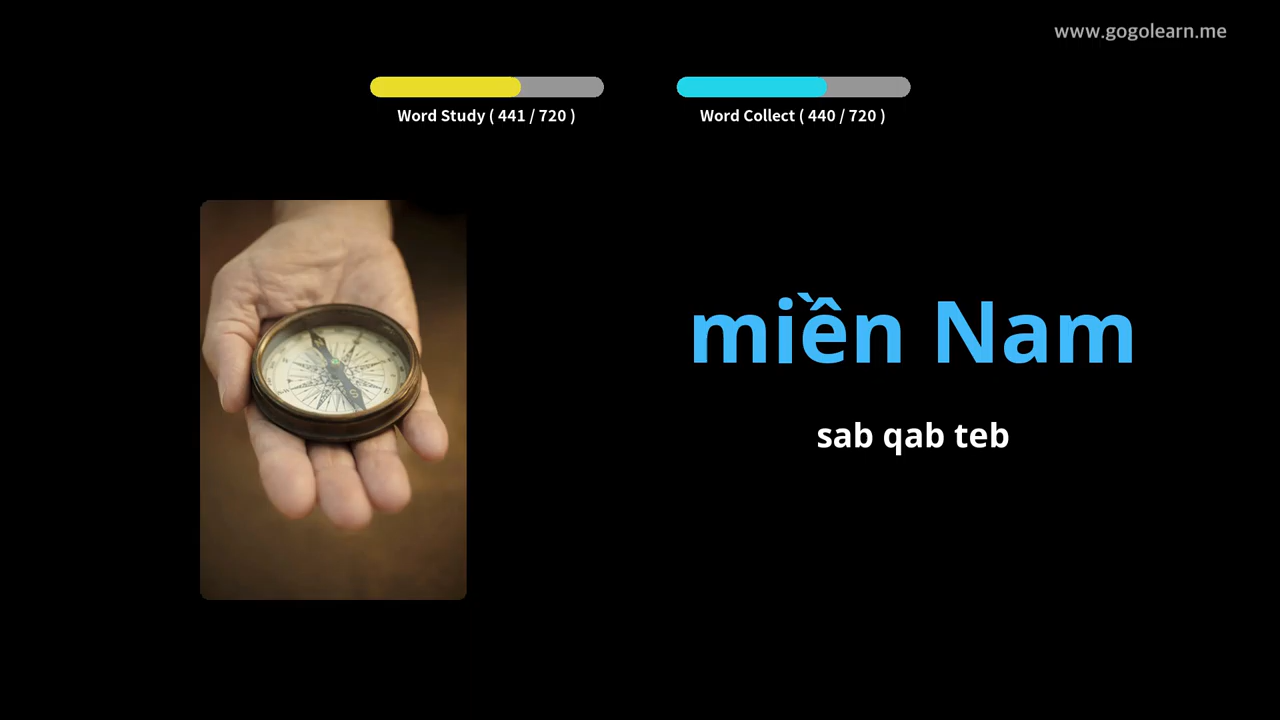 www.gogolearn.me
Word Study ( 441 / 720 )
Word Collect ( 440 / 720 )
miền Nam
sab qab teb